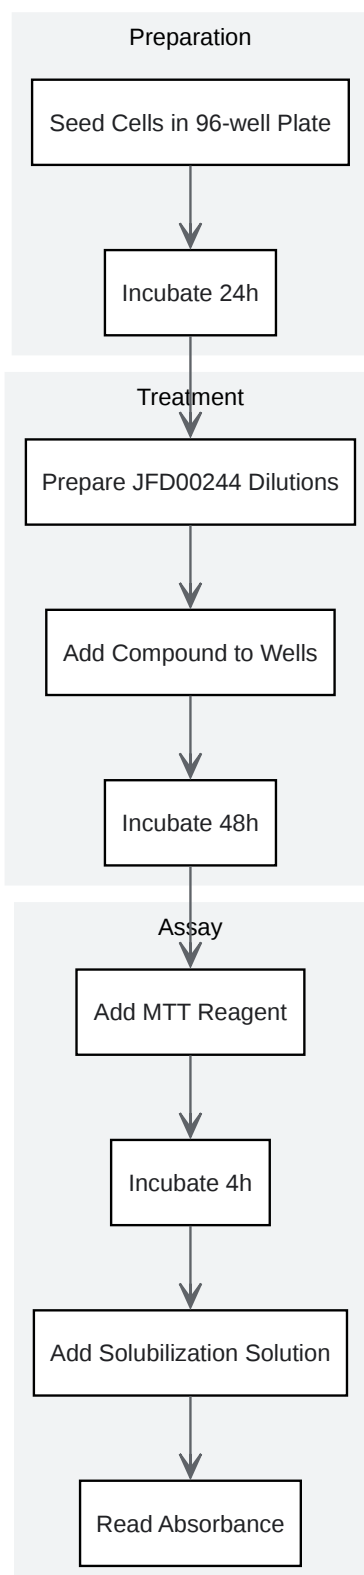 Preparation
Seed Cells in 96-well Plate
Incubate 24h
Treatment
Prepare JFD00244 Dilutions
Add Compound to Wells
Incubate 48h
Assay
Add MTT Reagent
Incubate 4h
Add Solubilization Solution
Read Absorbance